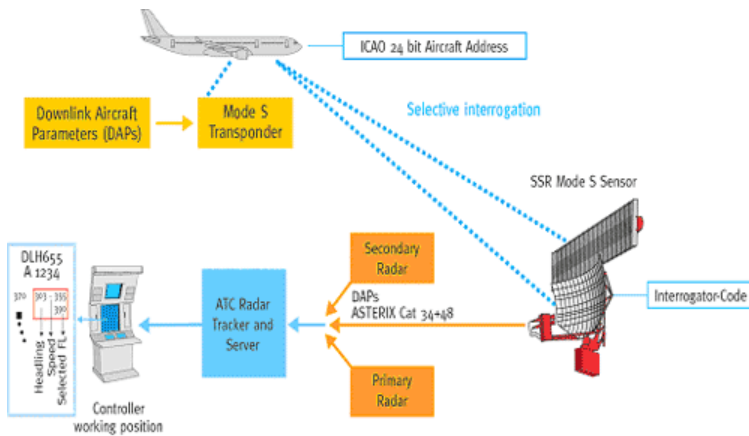 ICAO 24 bit Aircraft Address
Downlink Aircraft
Parameters (DAPs)
Mode S
Transponder
Selective interrogation
SSR Mode S Sensor
Interrogator-Code
Secondary
Radar
DAPs
ASTERIX Cat 34+48
Primary
Radar
ATC Radar
Tracker and
Server
Controller
working position
DLH655
A 1234
370 303 - 355
390
Headling
Speed
Selected FL